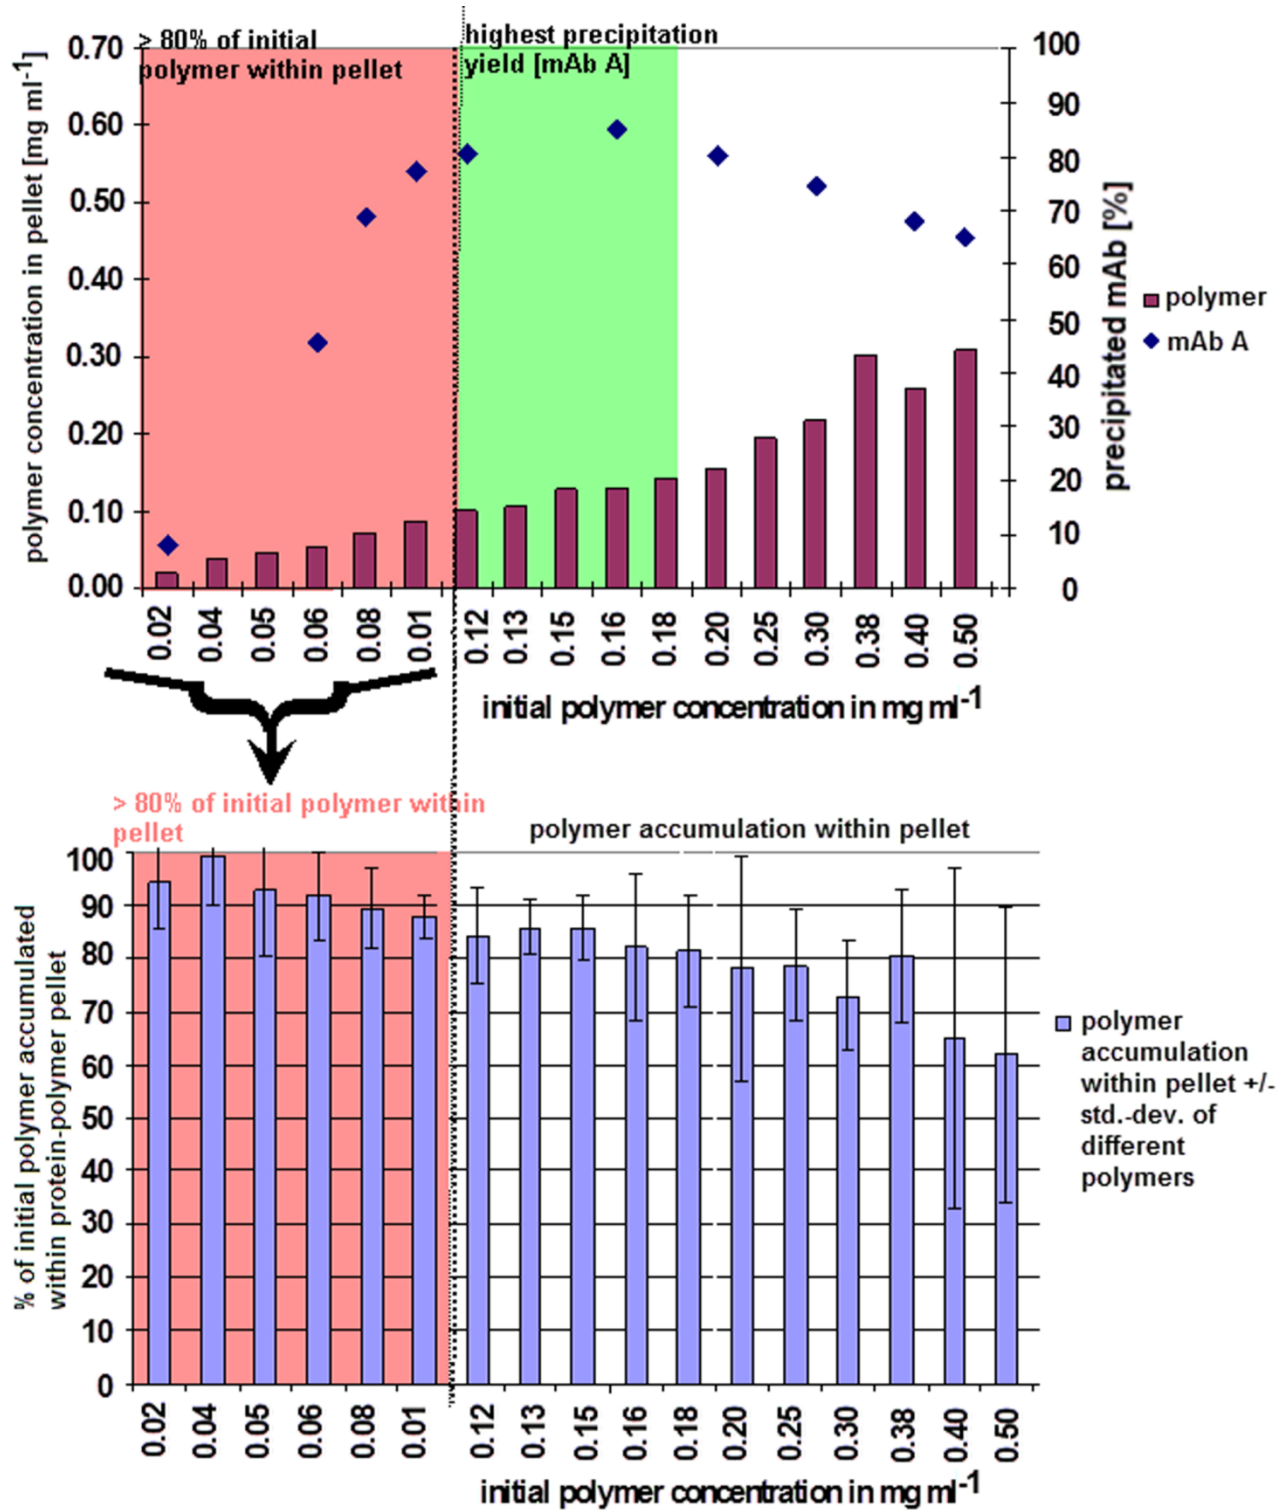 > 80% of initial
polymer within pellet
highest precipitation
yield [mAb A]
polymer concentration in pellet [mg ml-1]
0.70
0.60
0.50
0.40
0.30
0.20
0.10
0.00
100
90
80
70
60
50
40
30
20
10
0
precipitated mAb [%]
polymer
mAb A
0.02 0.04 0.05 0.06 0.08 0.01 0.12 0.13 0.15 0.16 0.18 0.20 0.25 0.30 0.38 0.40 0.50
initial polymer concentration in mg ml-1
> 80% of initial polymer within
pellet
polymer accumulation within pellet
% of initial polymer accumulated
within protein-polymer pellet
100
90
80
70
60
50
40
30
20
10
0
polymer
accumulation
within pellet +/-
std.-dev. of
different
polymers
0.02 0.04 0.05 0.06 0.08 0.01 0.12 0.13 0.15 0.16 0.18 0.20 0.25 0.30 0.38 0.40 0.50
initial polymer concentration in mg ml-1